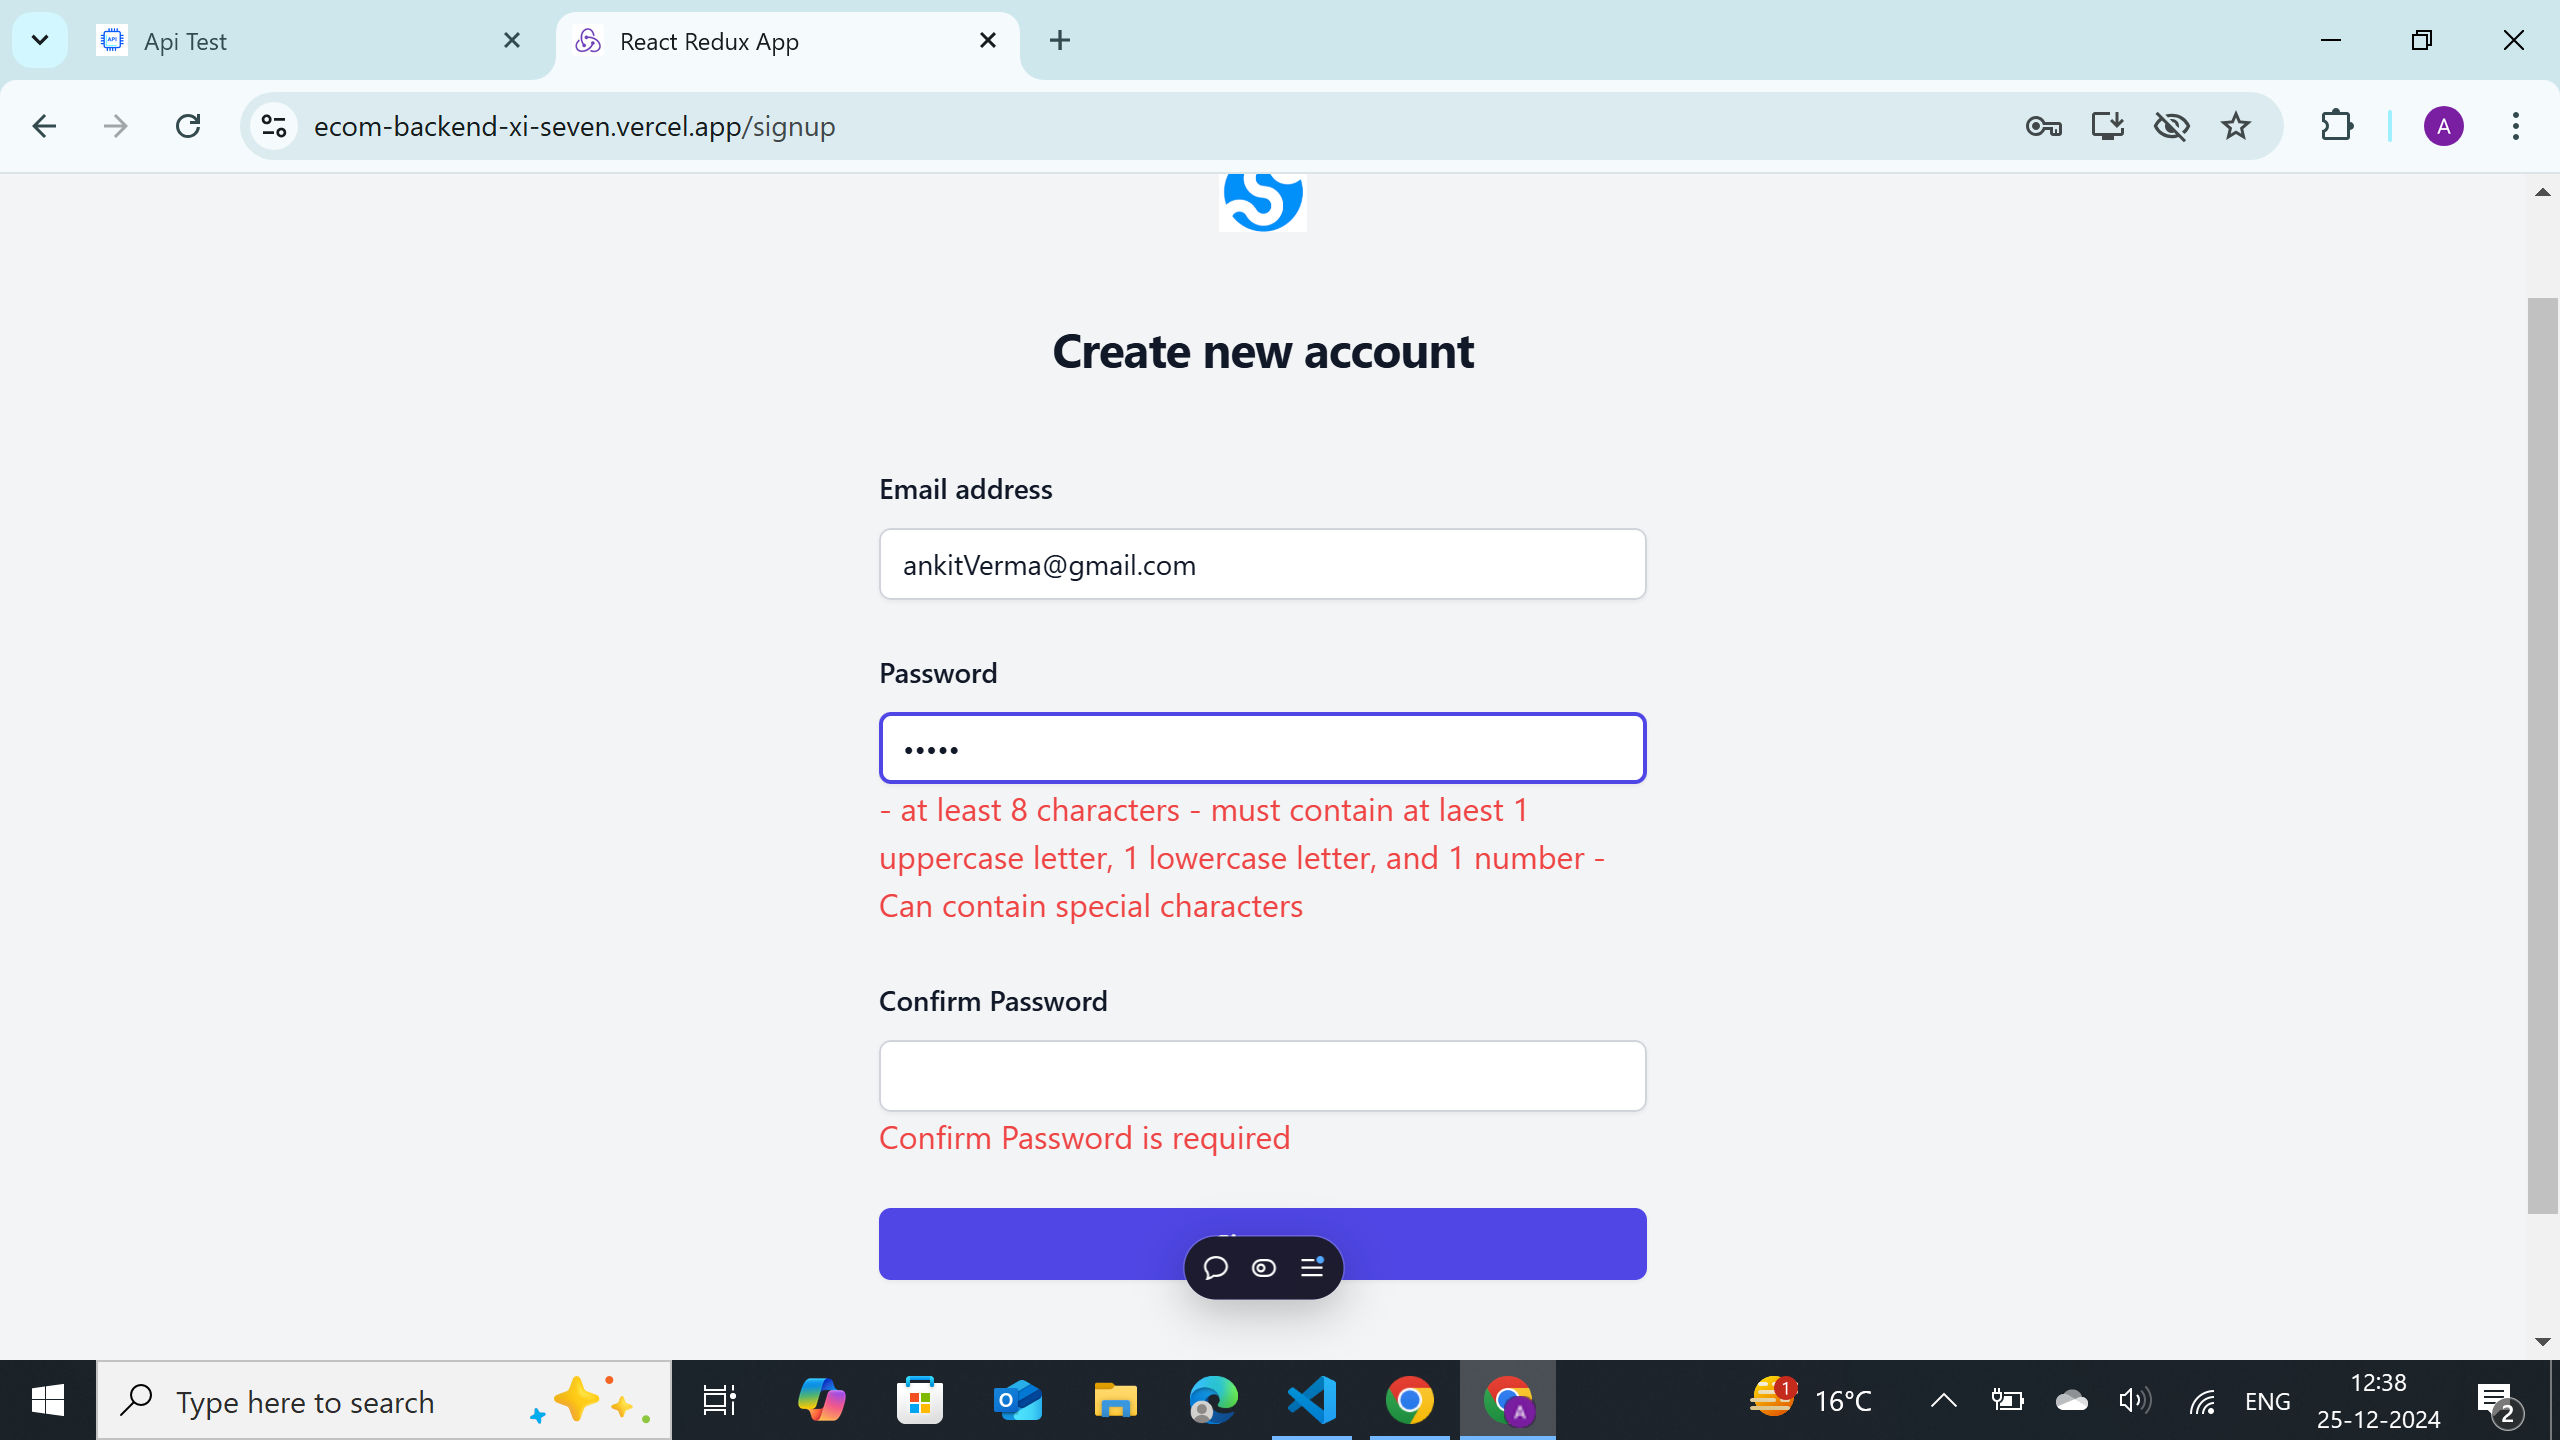 Api Test
React Redux App
ecom-backend-xi-seven.vercel.app/signup
A
Create new account
Email address
ankitVerma@gmail.com
Password
•••••
- at least 8 characters - must contain at laest 1
uppercase letter, 1 lowercase letter, and 1 number -
Can contain special characters
Confirm Password
Confirm Password is required
Type here to search
A
1
16°C
ENG
12:38
25-12-2024
2